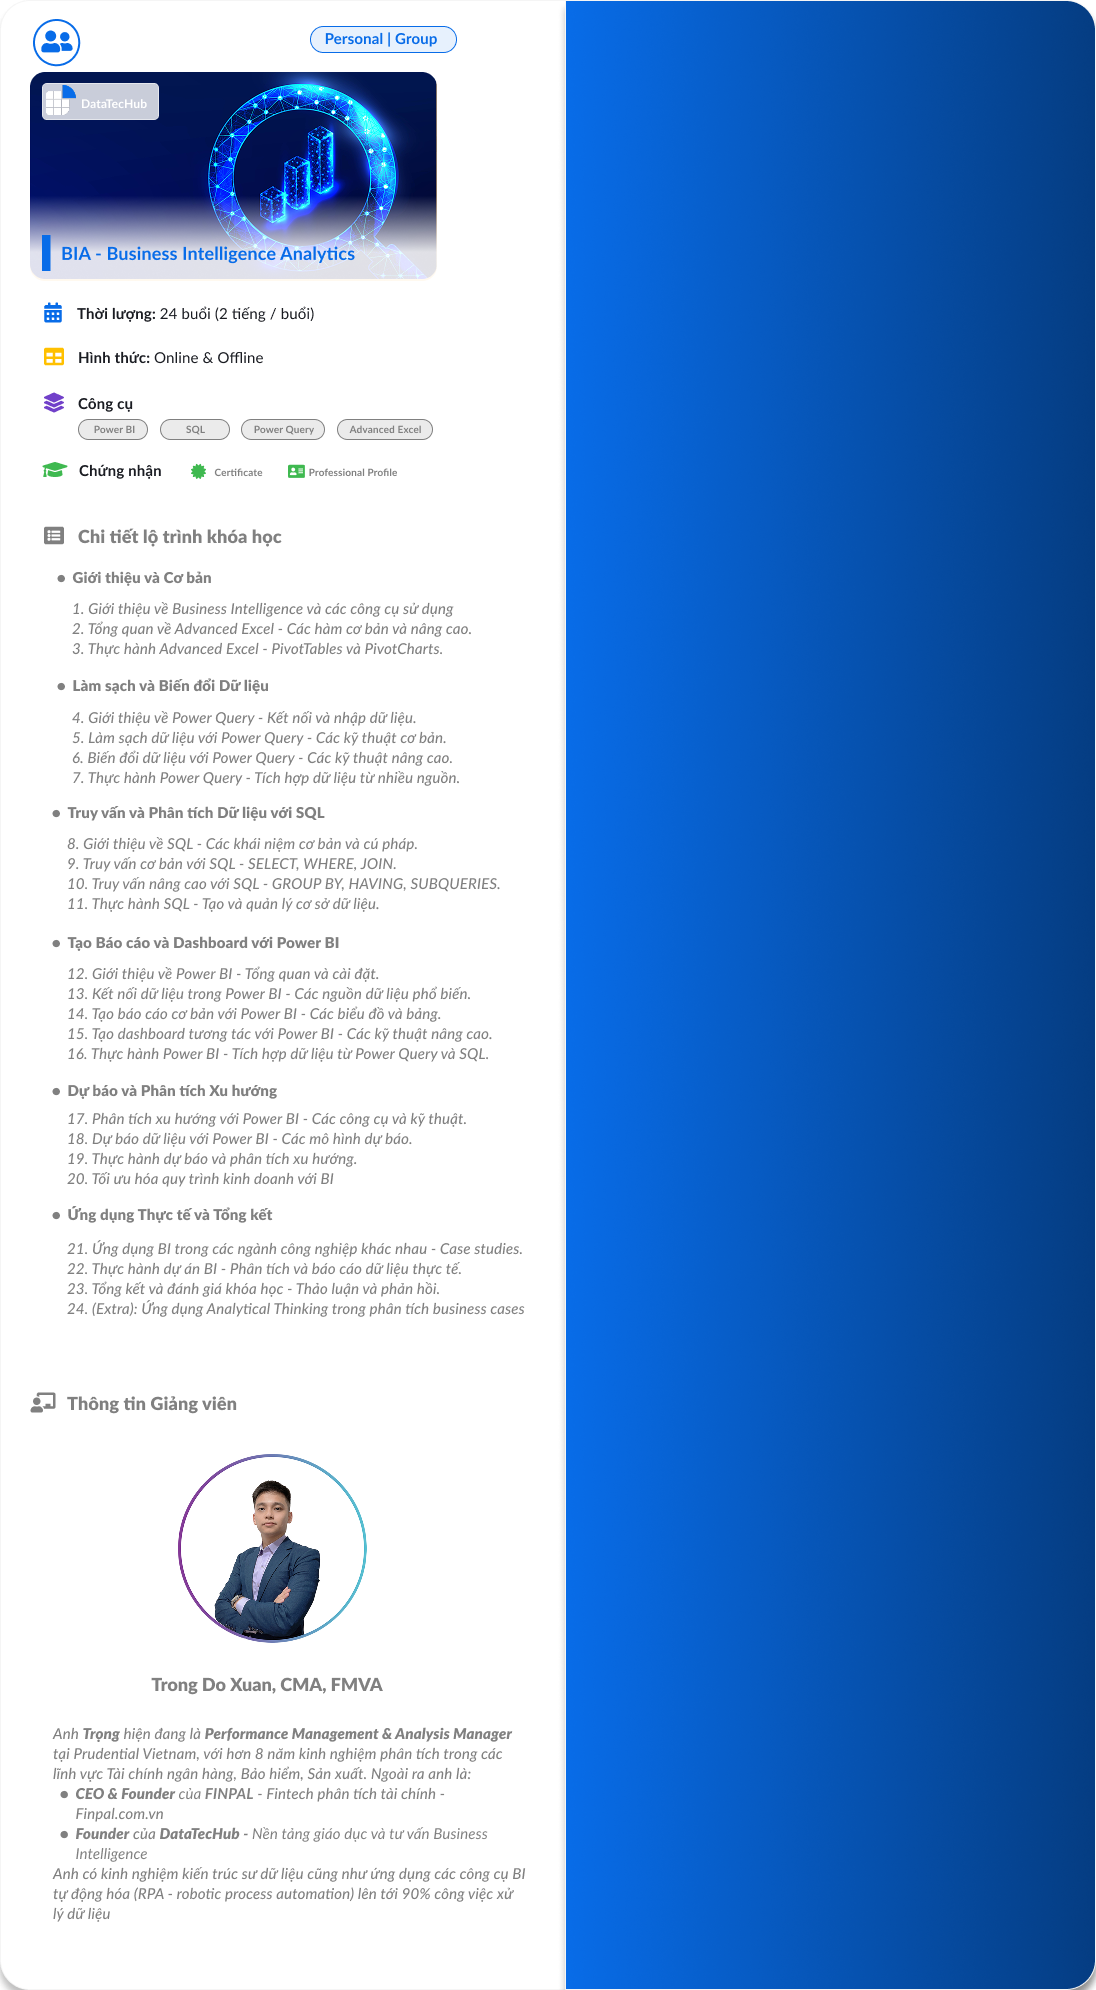 Personal | Group
DataTecHub
BIA - Business Intelligence Analytics
Thời lượng: 24 buổi (2 tiếng / buổi)
Hình thức: Online & Offline
Công cụ
Power BI SQL Power Query Advanced Excel
Chứng nhận Certificate Professional Profile
Chi tiết lộ trình khóa học
• Giới thiệu và Cơ bản
1. Giới thiệu về Business Intelligence và các công cụ sử dụng
2. Tổng quan về Advanced Excel - Các hàm cơ bản và nâng cao.
3. Thực hành Advanced Excel - PivotTables và PivotCharts.
• Làm sạch và Biến đổi Dữ liệu
4. Giới thiệu về Power Query - Kết nối và nhập dữ liệu.
5. Làm sạch dữ liệu với Power Query - Các kỹ thuật cơ bản.
6. Biến đổi dữ liệu với Power Query - Các kỹ thuật nâng cao.
7. Thực hành Power Query - Tích hợp dữ liệu từ nhiều nguồn.
• Truy vấn và Phân tích Dữ liệu với SQL
8. Giới thiệu về SQL - Các khái niệm cơ bản và cú pháp.
9. Truy vấn cơ bản với SQL - SELECT, WHERE, JOIN.
10. Truy vấn nâng cao với SQL - GROUP BY, HAVING, SUBQUERIES.
11. Thực hành SQL - Tạo và quản lý cơ sở dữ liệu.
• Tạo Báo cáo và Dashboard với Power BI
12. Giới thiệu về Power BI - Tổng quan và cài đặt.
13. Kết nối dữ liệu trong Power BI - Các nguồn dữ liệu phổ biến.
14. Tạo báo cáo cơ bản với Power BI - Các biểu đồ và bảng.
15. Tạo dashboard tương tác với Power BI - Các kỹ thuật nâng cao.
16. Thực hành Power BI - Tích hợp dữ liệu từ Power Query và SQL.
• Dự báo và Phân tích Xu hướng
17. Phân tích xu hướng với Power BI - Các công cụ và kỹ thuật.
18. Dự báo dữ liệu với Power BI - Các mô hình dự báo.
19. Thực hành dự báo và phân tích xu hướng.
20. Tối ưu hóa quy trình kinh doanh với BI
• Ứng dụng Thực tế và Tổng kết
21. Ứng dụng BI trong các ngành công nghiệp khác nhau - Case studies.
22. Thực hành dự án BI - Phân tích và báo cáo dữ liệu thực tế.
23. Tổng kết và đánh giá khóa học - Thảo luận và phản hồi.
24. (Extra): Ứng dụng Analytical Thinking trong phân tích business cases
Thông tin Giảng viên
Trong Do Xuan, CMA, FMVA
Anh Trọng hiện đang là Performance Management & Analysis Manager
tại Prudential Vietnam, với hơn 8 năm kinh nghiệm phân tích trong các
lĩnh vực Tài chính ngân hàng, Bảo hiểm, Sản xuất. Ngoài ra anh là:
• CEO & Founder của FINPAL - Fintech phân tích tài chính -
Finpal.com.vn
• Founder của DataTecHub - Nền tảng giáo dục và tư vấn Business
Intelligence
Anh có kinh nghiệm kiến trúc sư dữ liệu cũng như ứng dụng các công cụ BI
tự động hóa (RPA - robotic process automation) lên tới 90% công việc xử
lý dữ liệu